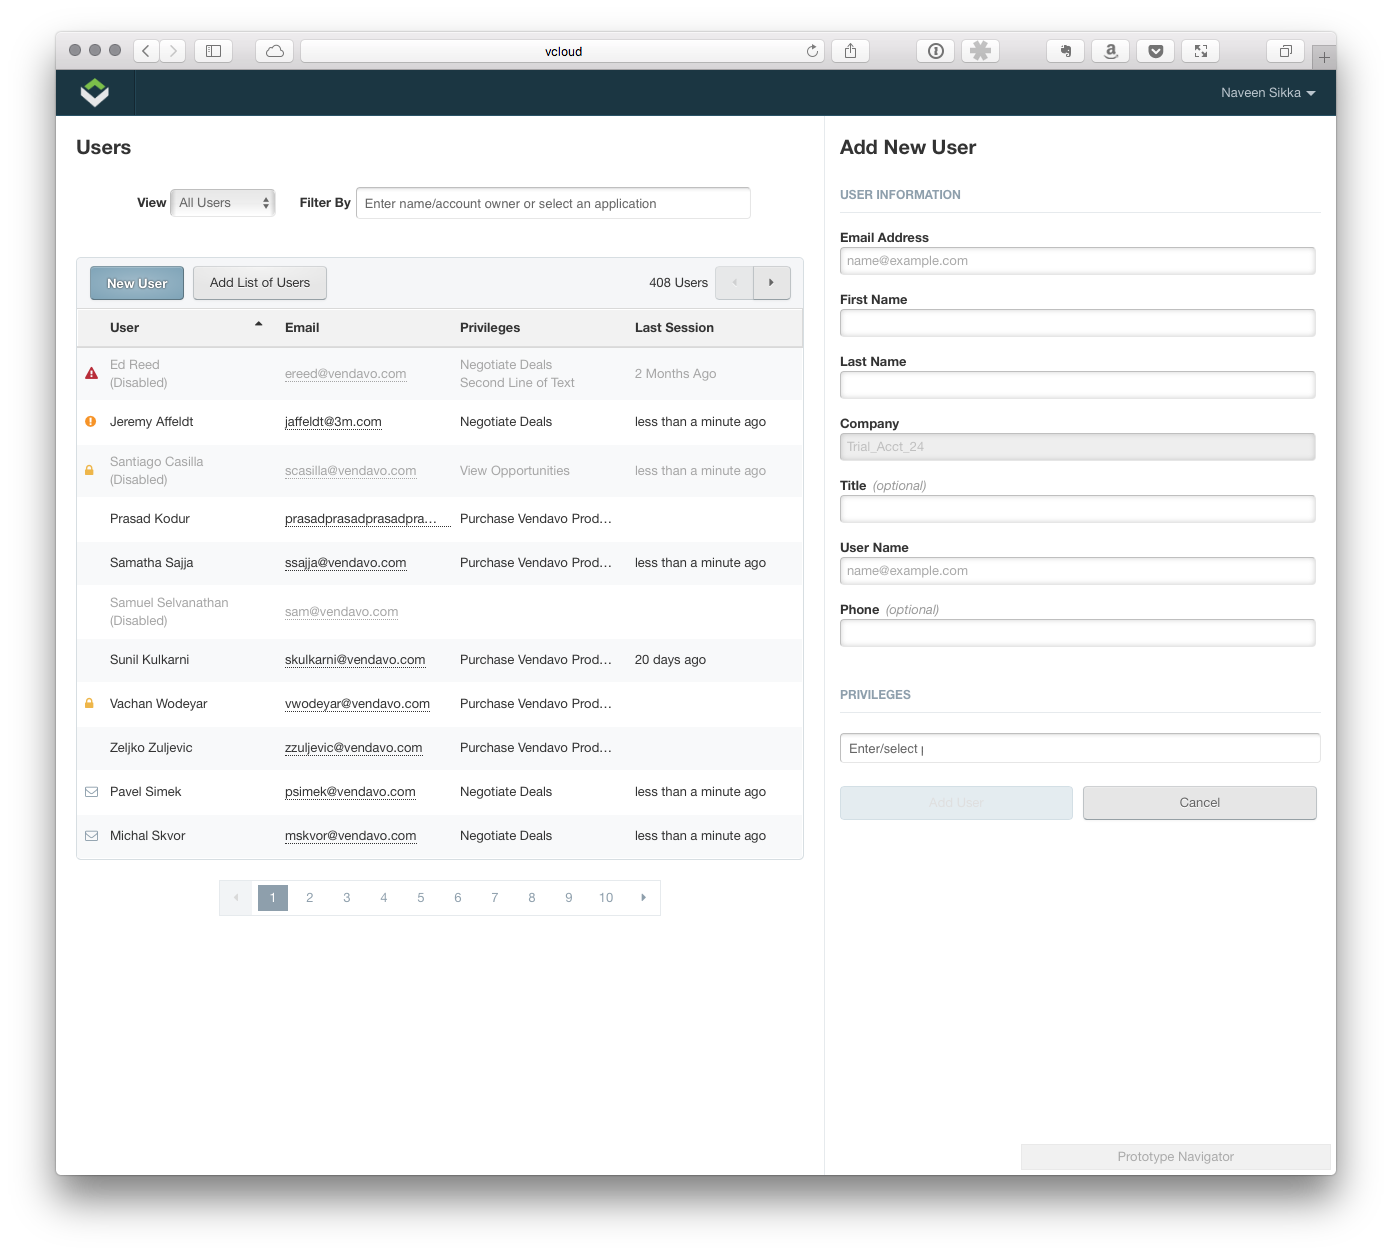 vcloud
Naveen Sikka
Users
View All Users Filter By Enter name/account owner or select an application
New User Add List of Users 408 Users
User Email Privileges Last Session
Ed Reed
(Disabled)
ereed@vendavo.com
Negotiate Deals
Second Line of Text
2 Months Ago
Jeremy Affeldt jaffeldt@3m.com Negotiate Deals less than a minute ago
Santiago Casilla
(Disabled)
scasilla@vendavo.com View Opportunities less than a minute ago
Prasad Kodur prasadprasadprasadpra... Purchase Vendavo Prod...
Samatha Sajja ssajja@vendavo.com Purchase Vendavo Prod... less than a minute ago
Samuel Selvanathan
(Disabled)
sam@vendavo.com
Sunil Kulkarni skulkarni@vendavo.com Purchase Vendavo Prod... 20 days ago
Vachan Wodeyar vwodeyar@vendavo.com Purchase Vendavo Prod...
Zeljko Zuljevic zzuljevic@vendavo.com Purchase Vendavo Prod...
Pavel Simek psimek@vendavo.com Negotiate Deals less than a minute ago
Michal Skvor mskvor@vendavo.com Negotiate Deals less than a minute ago
1 2 3 4 5 6 7 8 9 10
Add New User
USER INFORMATION
Email Address
name@example.com
First Name
Last Name
Company
Trial_Acct_24
Title (optional)
User Name
name@example.com
Phone (optional)
PRIVILEGES
Enter/select
Add User Cancel
Prototype Navigator